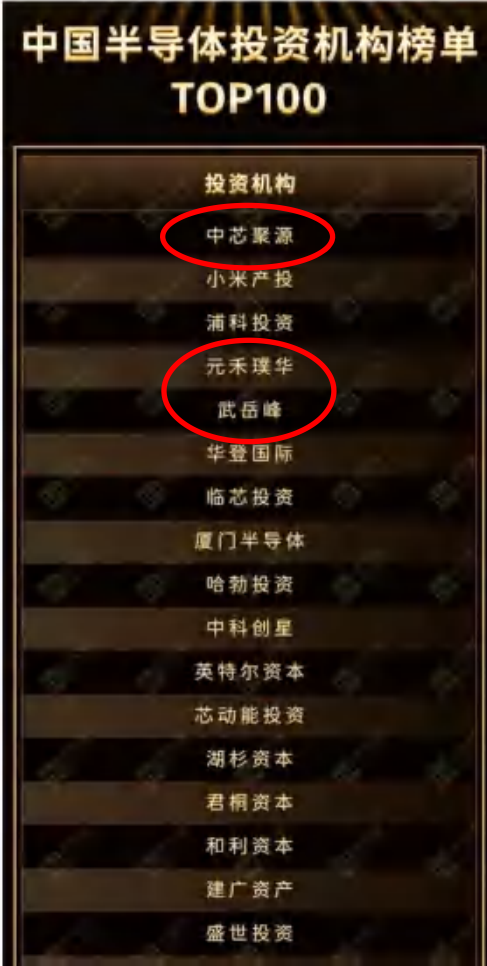 中国半导体投资机构榜单
TOP100
投资机构
中芯聚源
小米产投
浦科投资
元禾璞华
武岳峰
华登国际
临芯投资
厦门半导体
哈勃投资
中科创星
英特尔资本
芯动能投资
湖杉资本
君桐资本
和利资本
建广资产
盛世投资